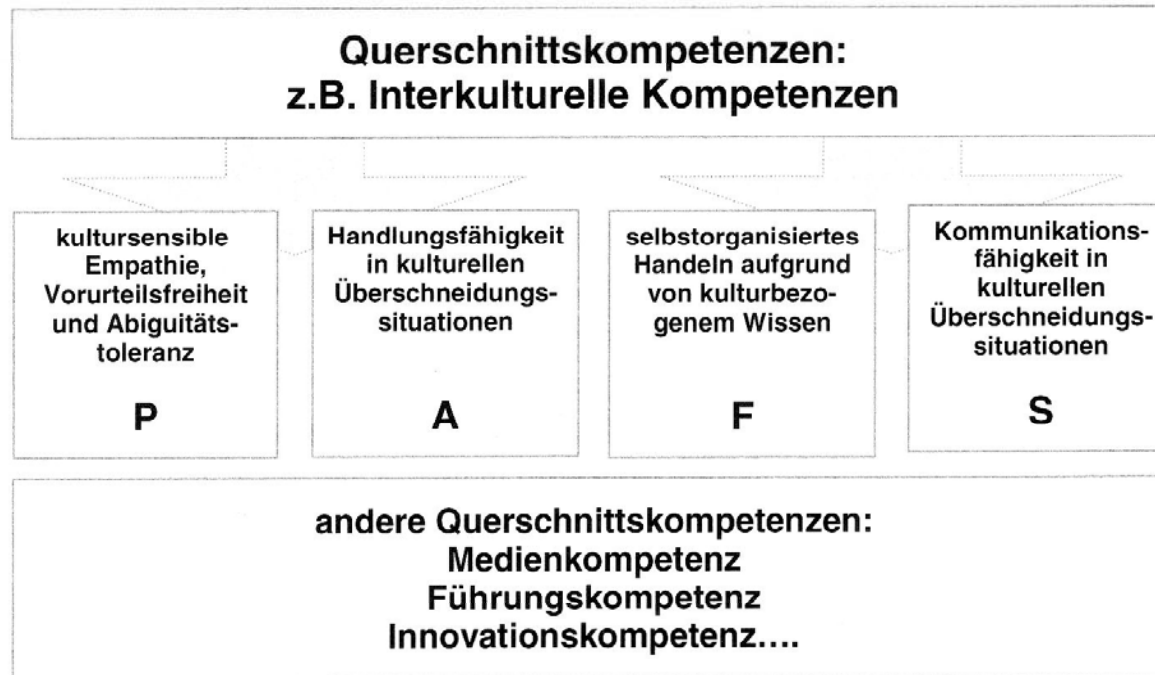 Querschnittskompetenzen:
z.B. Interkulturelle Kompetenzen
kultursensible
Empathie,
Vorurteilsfreiheit
und Abiguitäts-
toleranz
P
Handlungsfähigkeit
in kulturellen
Überschneidungs-
situationen
A
selbstorganisiertes
Handeln aufgrund
von kulturbezo-
genem Wissen
F
Kommunikations-
fähigkeit in
kulturellen
Überschneidungs-
situationen
S
andere Querschnittskompetenzen:
Medienkompetenz
Führungskompetenz
Innovationskompetenz....